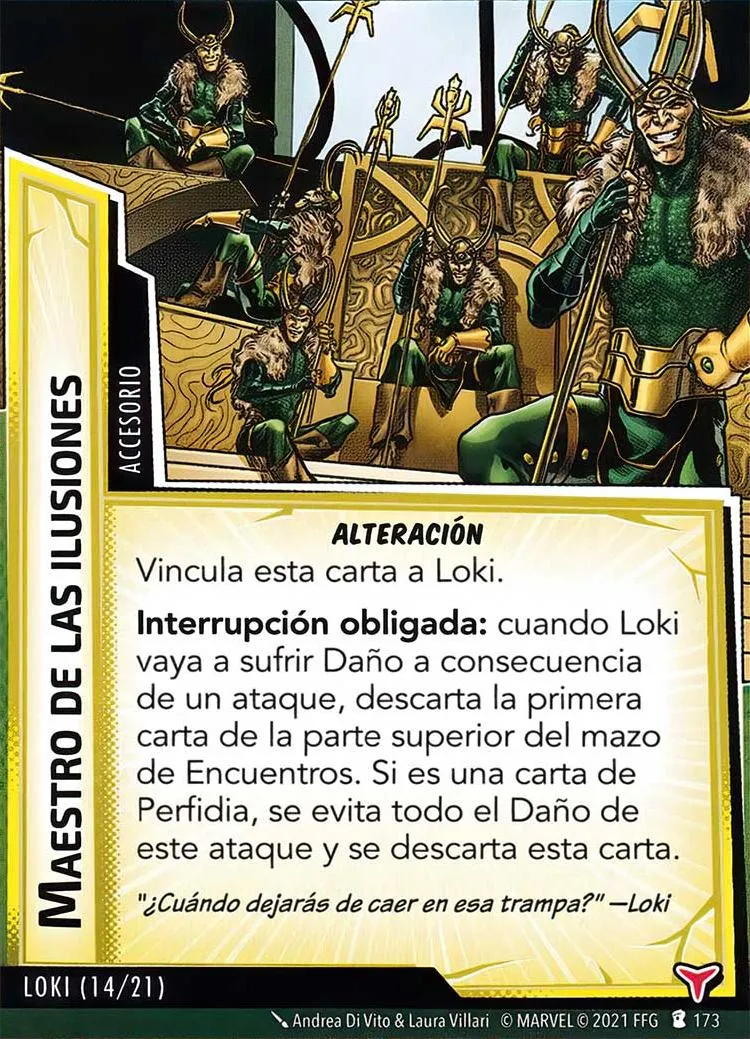 MAESTRO DE LAS ILUSIONES
ACCESORIO
ALTERACIÓN
Vincula esta carta a Loki.
Interrupción obligada: cuando Loki
vaya a sufrir Daño a consecuencia
de un ataque, descarta la primera
carta de la parte superior del mazo
de Encuentros. Si es una carta de
Perfidia, se evita todo el Daño de
este ataque y se descarta esta carta.
"¿Cuándo dejarás de caer en esa trampa?" —Loki
LOKI (14/21)
Andrea Di Vito & Laura Villari © MARVEL © 2021 FFG 173